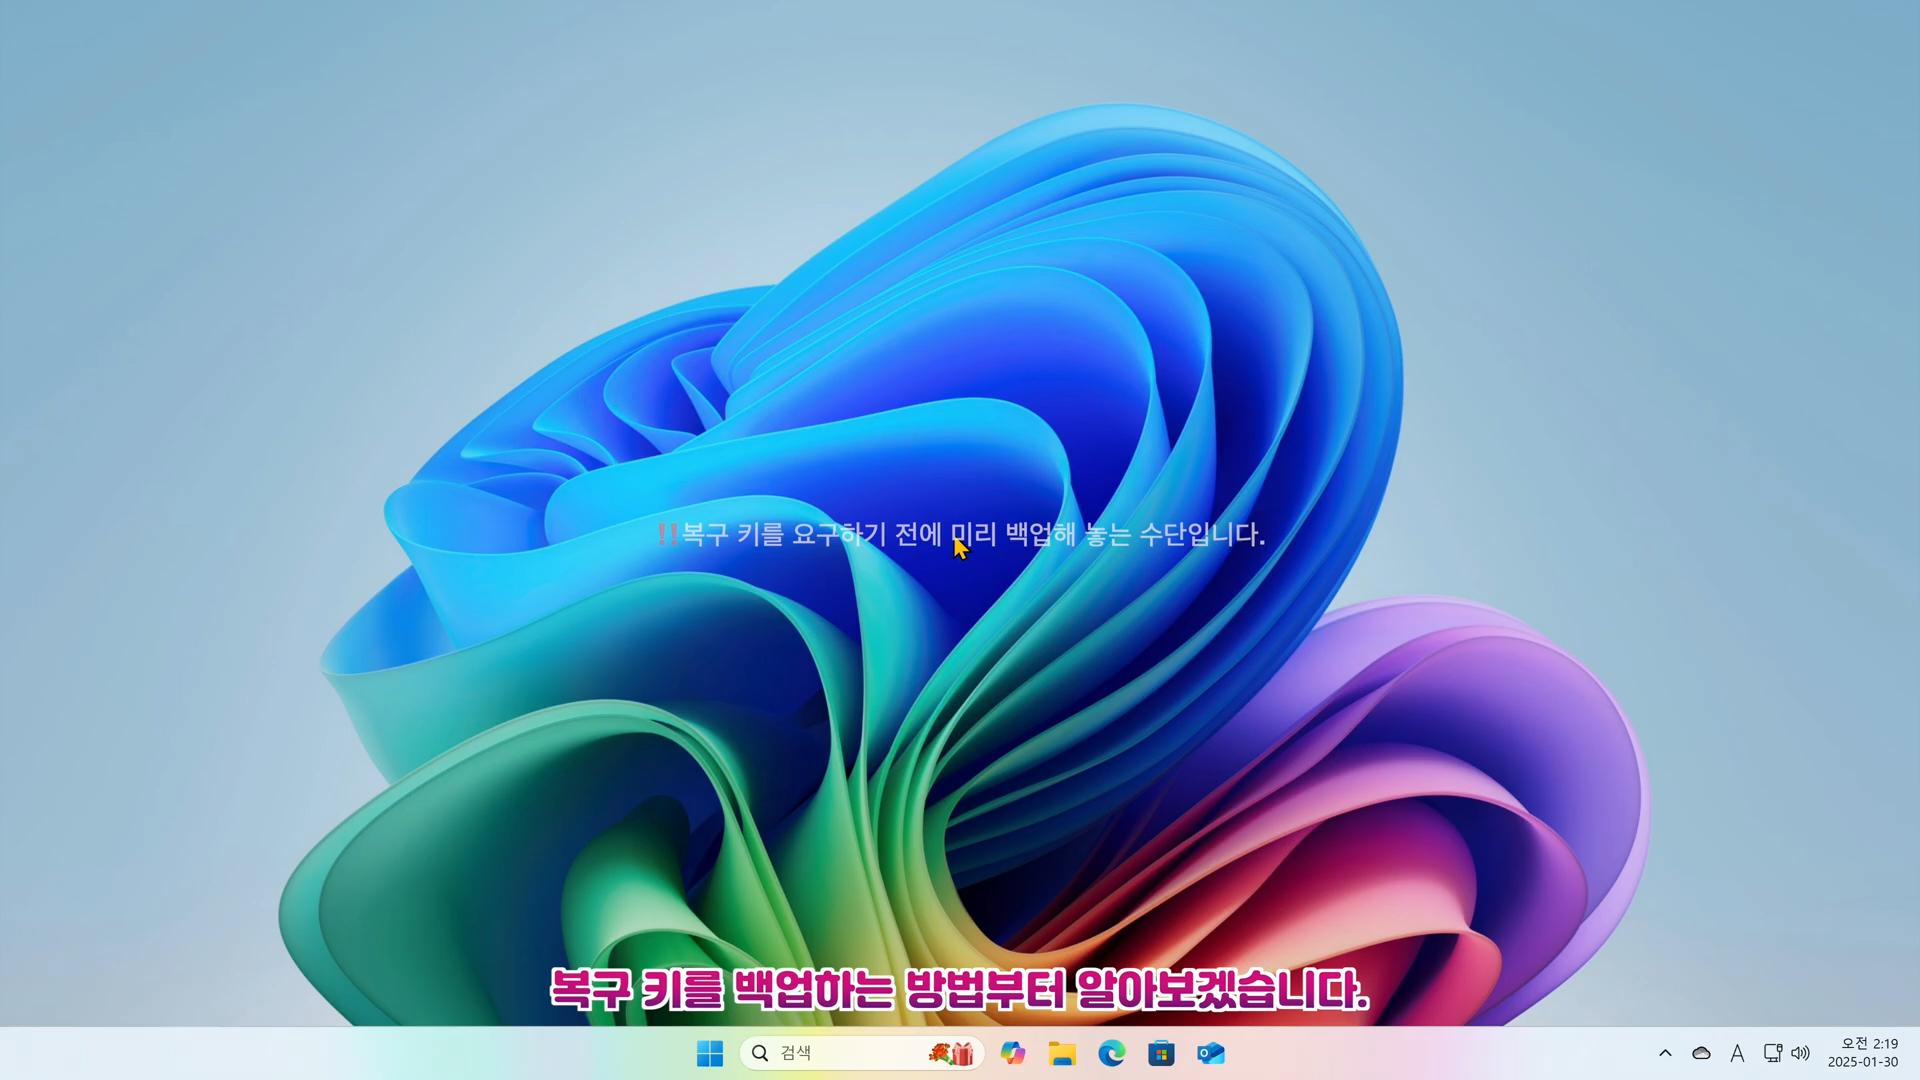 ‼복구 키를 요구하기 전에 미리 백업해 놓는 수단입니다.
복구 키를 백업하는 방법부터 알아보겠습니다.
검색
A
오전 2:19
2025-01-30